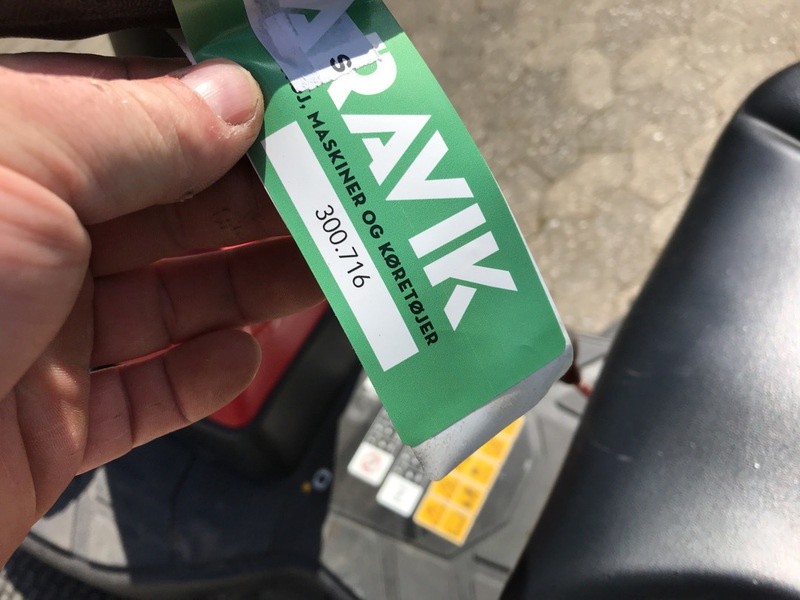 RAVIK
MASKINER OG KØRETØJER
300.716